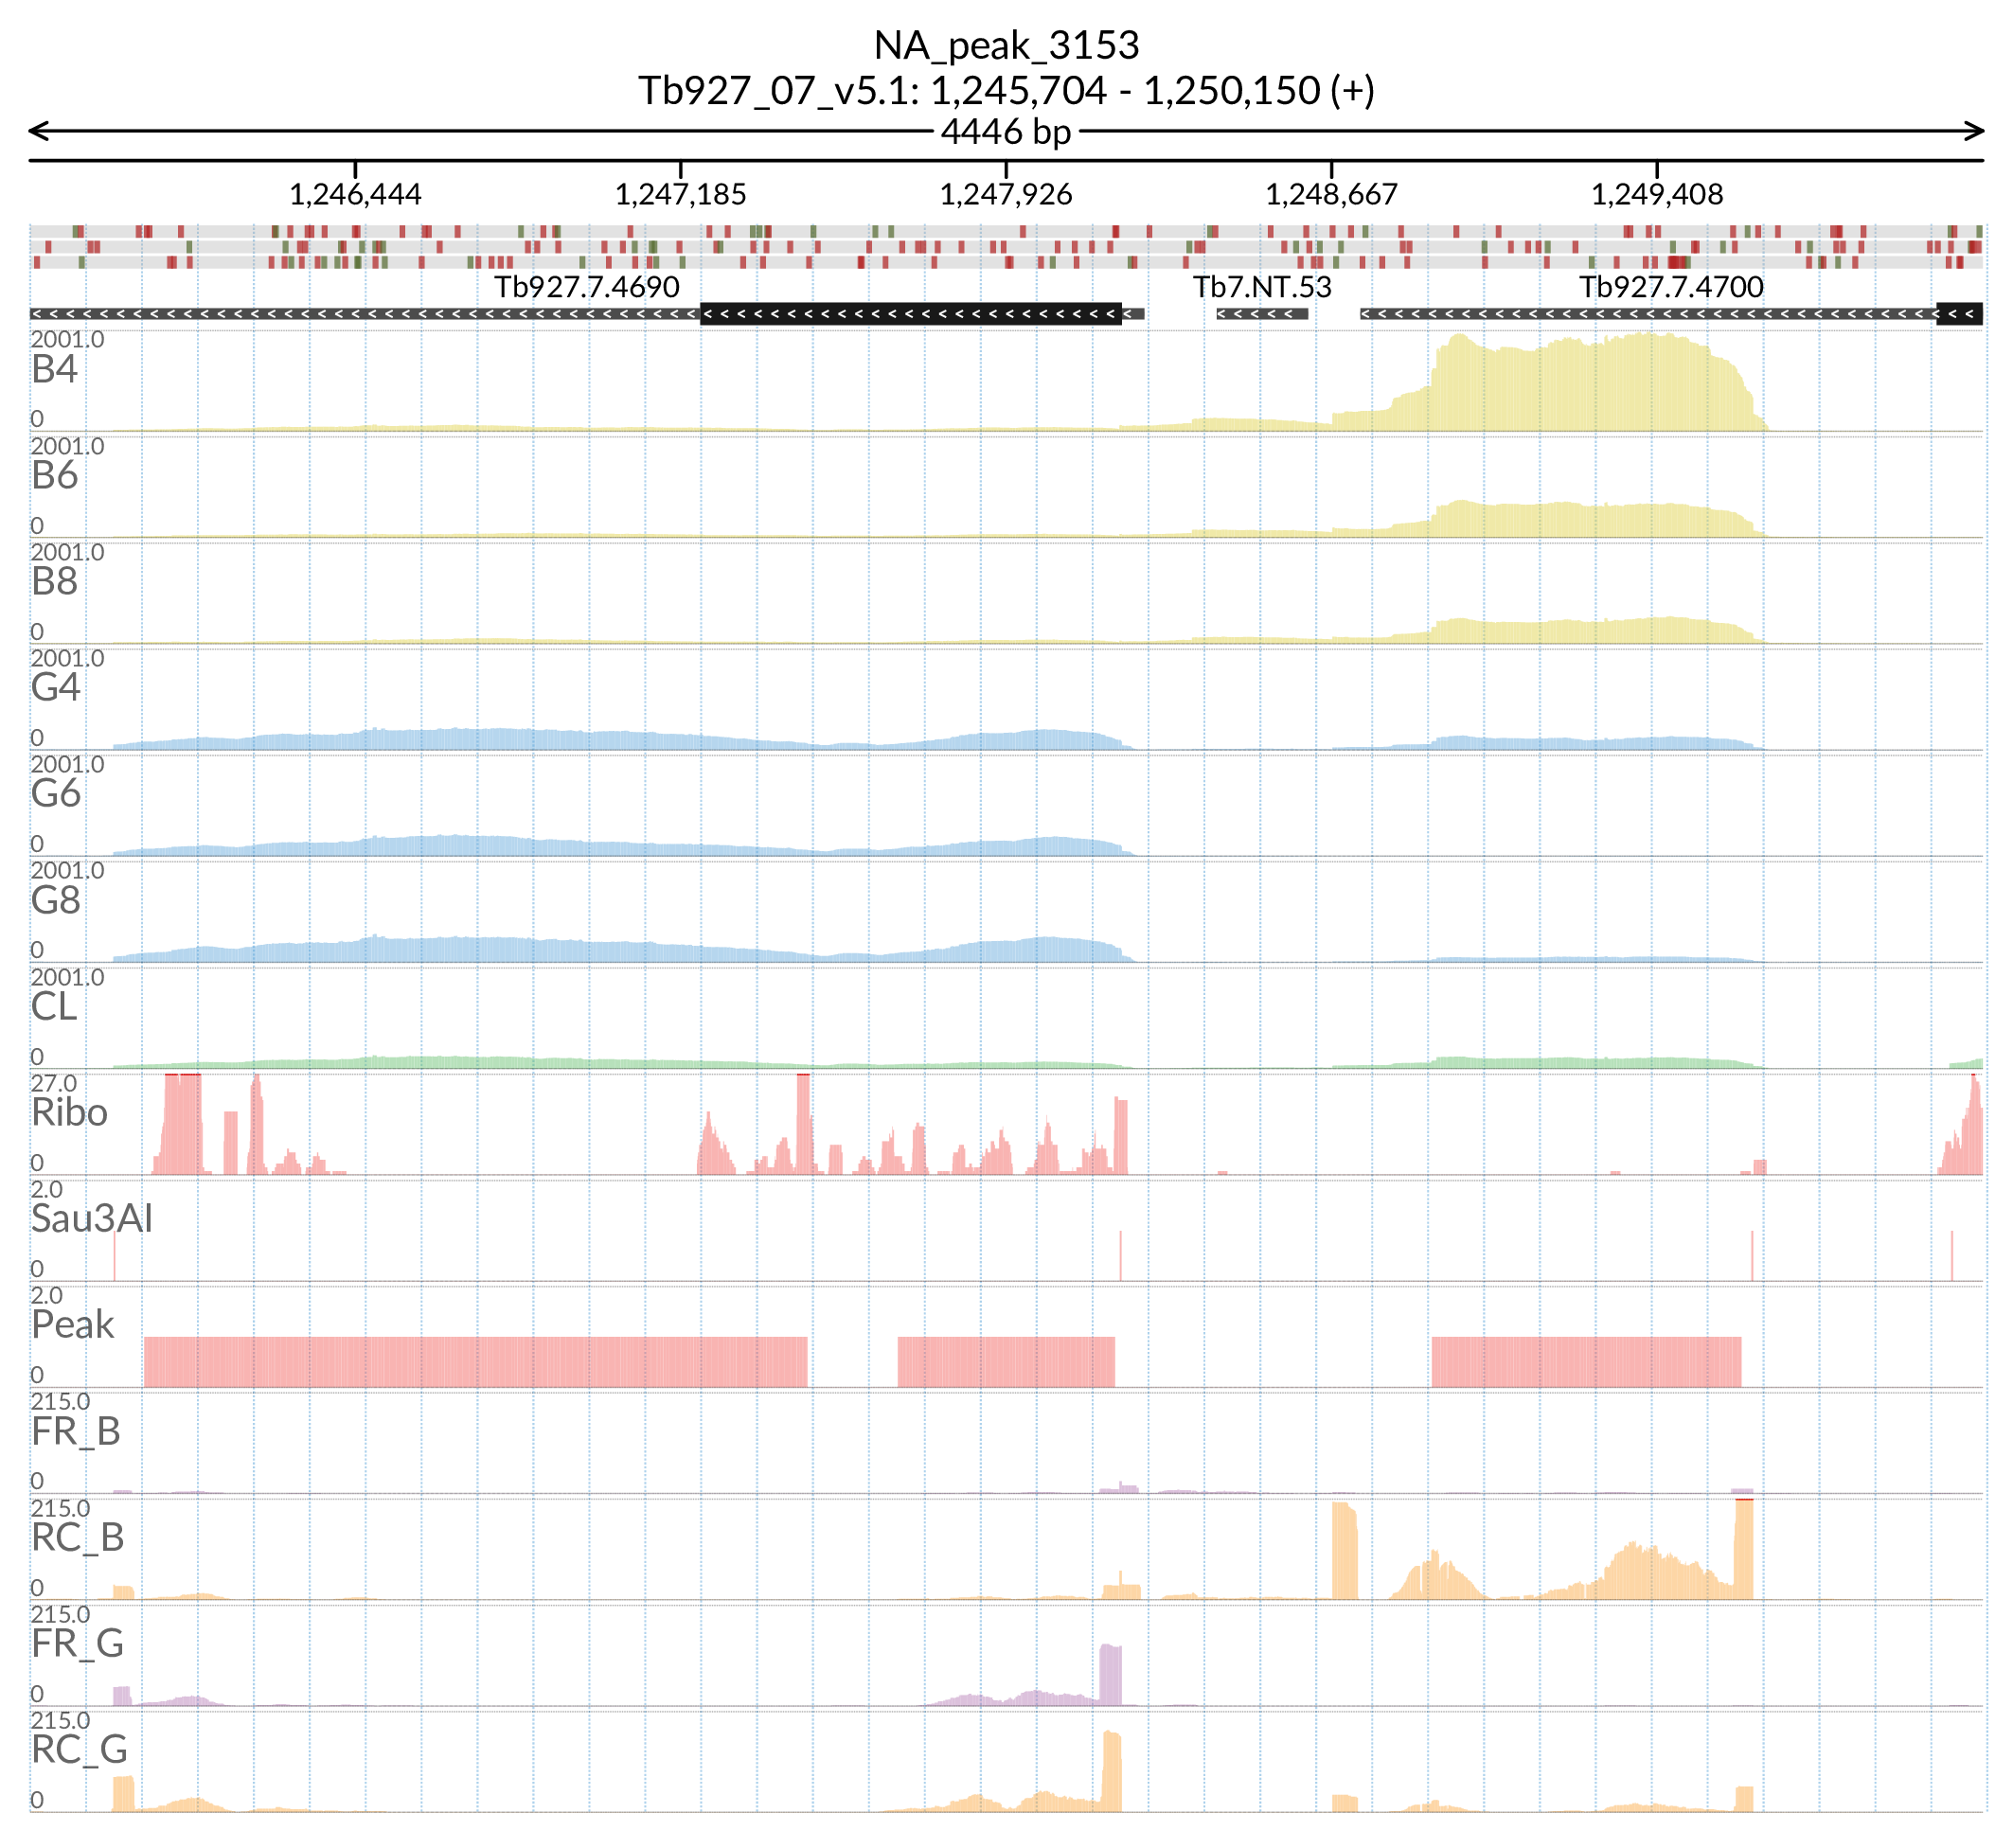 NA_peak_3153
Tb927_07_v5.1: 1,245,704 - 1,250,150 (+)
4446 bp
1,246,444 1,247,185 1,247,926 1,248,667 1,249,408
Tb927.7.4690 Tb7.NT.53 Tb927.7.4700
2001.0
B4
0
2001.0
B6
0
2001.0
B8
0
2001.0
G4
0
2001.0
G6
0
2001.0
G8
0
2001.0
CL
0
27.0
Ribo
0
2.0
Sau3AI
0
2.0
Peak
0
215.0
FR_B
0
215.0
RC_B
0
215.0
FR_G
0
215.0
RC_G
0